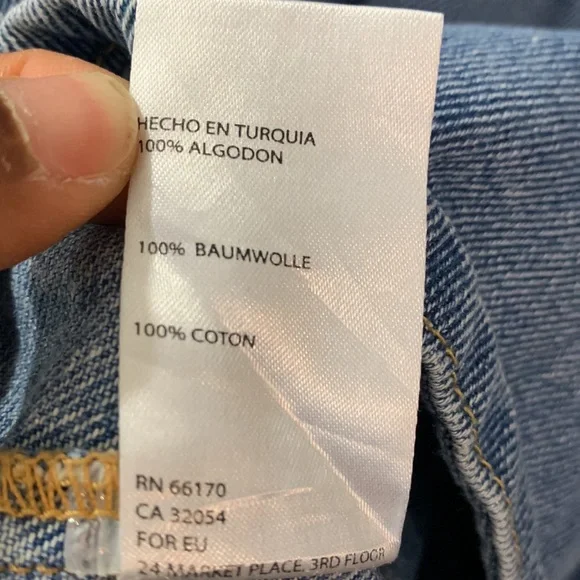 HECHO EN TURQUIA
100% ALGODON
100% BAUMWOLLE
100% COTON
RN 66170
CA 32054
FOR EU
24 MARKET PLACE, 3RD FLOOR